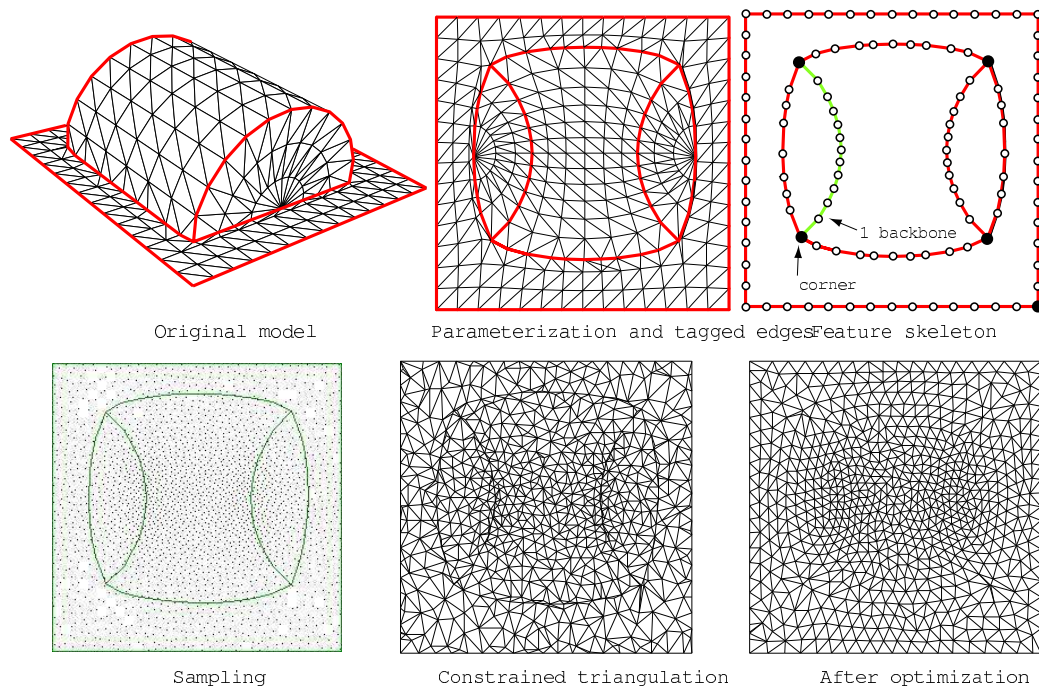 1 backbone
corner
Original model
Parameterization and tagged edges
Feature skeleton
Sampling
Constrained triangulation
After optimization